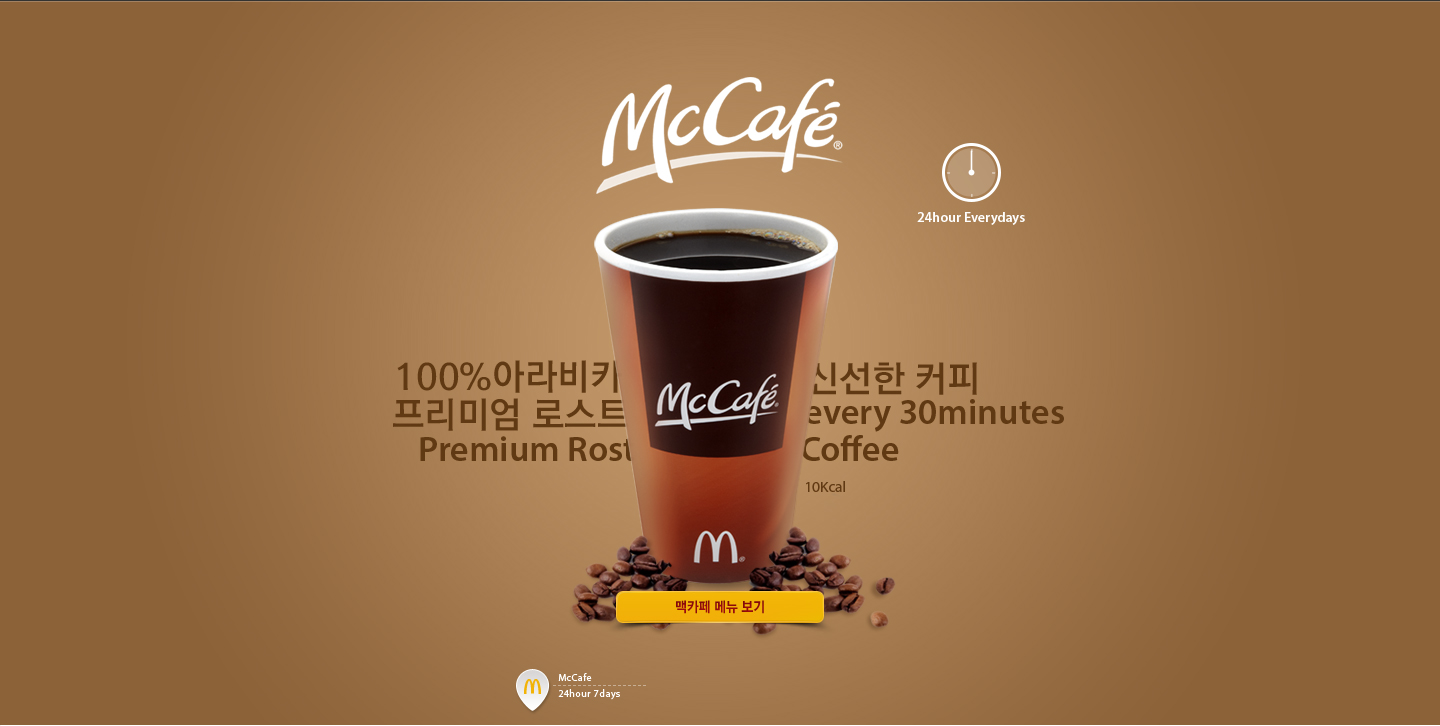 McCafé®
24hour Everydays
100%아라비카 신선한 커피
프리미엄 로스트 every 30minutes
Premium Rost Coffee
McCafé®
10Kcal
맥카페 메뉴 보기
McCafe
24hour 7days